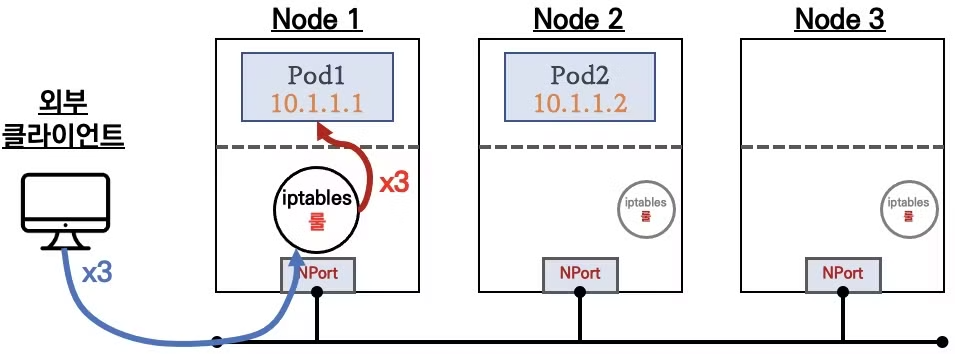 Node 1
Node 2
Node 3
Pod1
10.1.1.1
Pod2
10.1.1.2
외부
클라이언트
x3
iptables
룰
x3
NPort
iptables
룰
NPort
iptables
룰
NPort